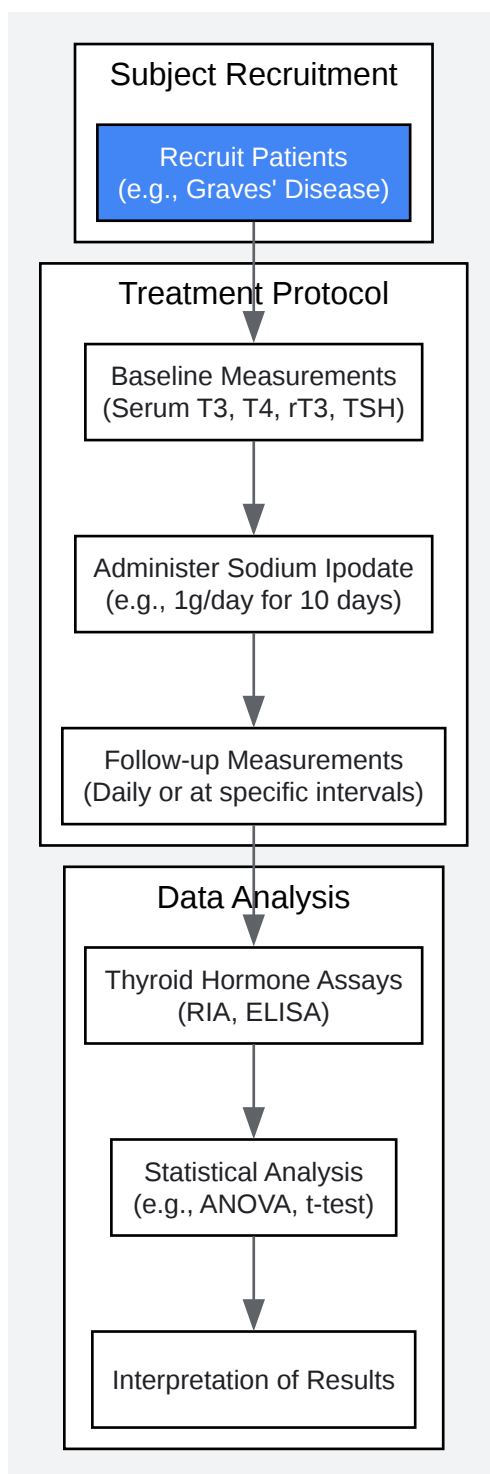 Subject Recruitment
Recruit Patients
(e.g., Graves' Disease)
Treatment Protocol
Baseline Measurements
(Serum T3, T4, rT3, TSH)
Administer Sodium Ipodate
(e.g., 1g/day for 10 days)
Follow-up Measurements
(Daily or at specific intervals)
Data Analysis
Thyroid Hormone Assays
(RIA, ELISA)
Statistical Analysis
(e.g., ANOVA, t-test)
Interpretation of Results